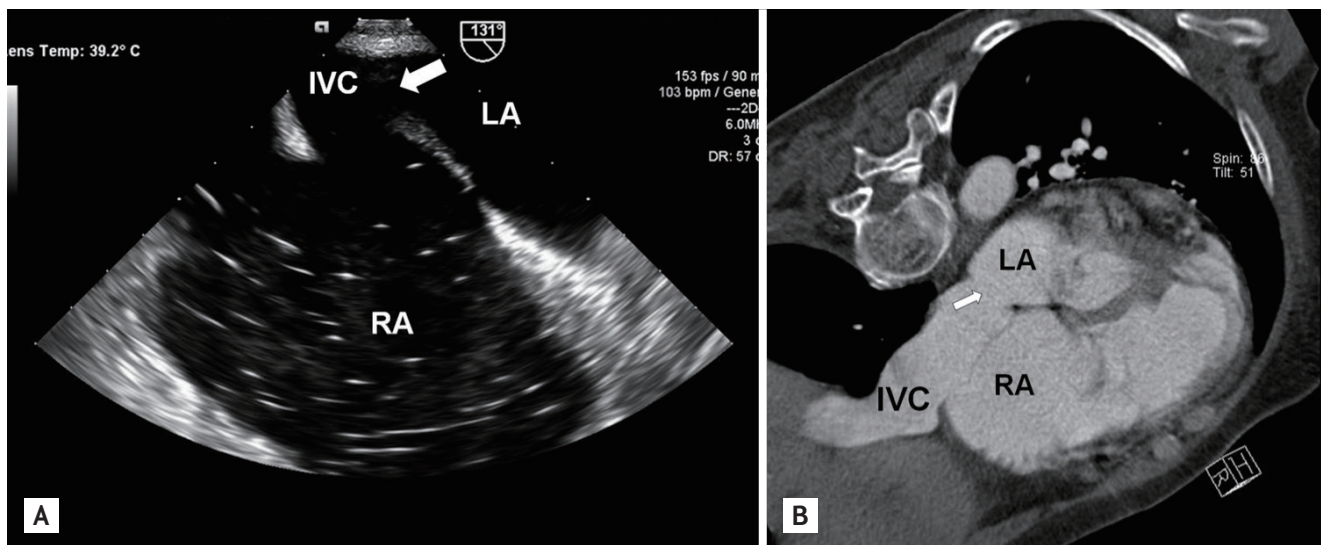 ens Temp: 39.2° C
131°
IVC
LA
153 fps / 90 m
103 bpm / Gener
---2D-
6.0M
3 c
DR: 57
RA
A
Spin: 86
Tilt: 51
LA
IVC
RA
H
R
B